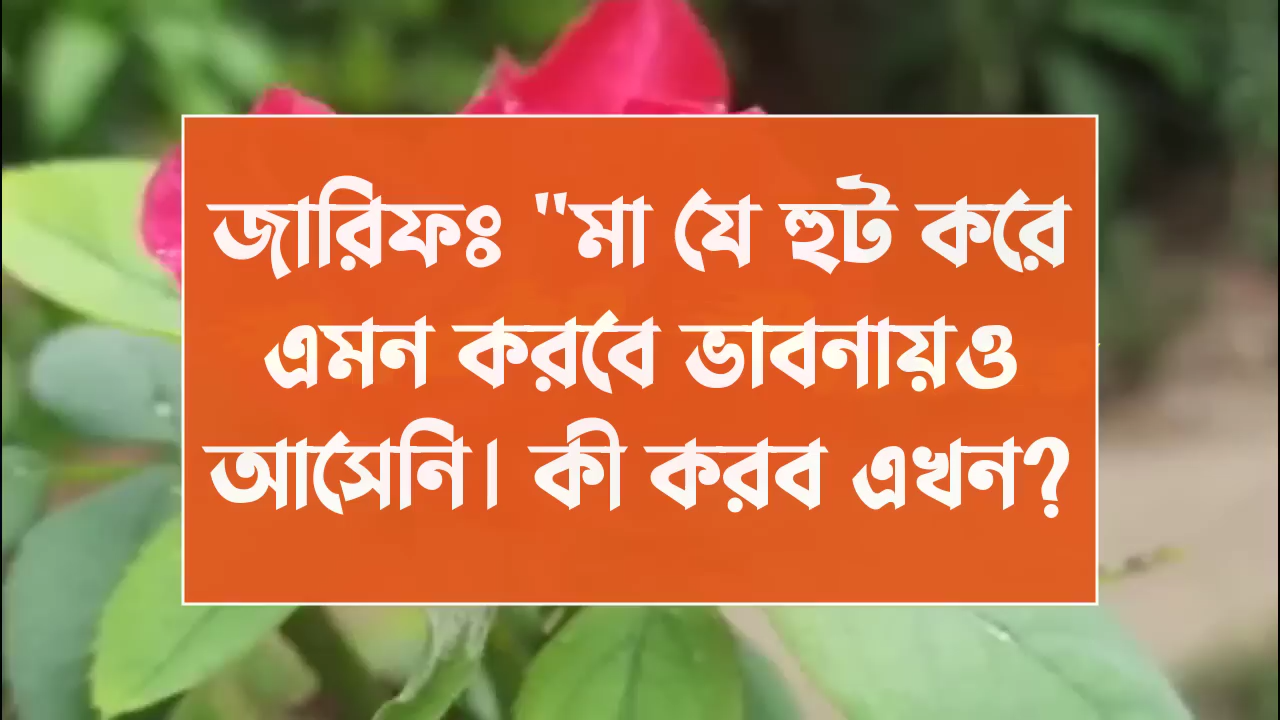 জারিফঃ "মা যে হুট করে
এমন করবে ভাবনায়ও
আসেনি। কী করব এখন?